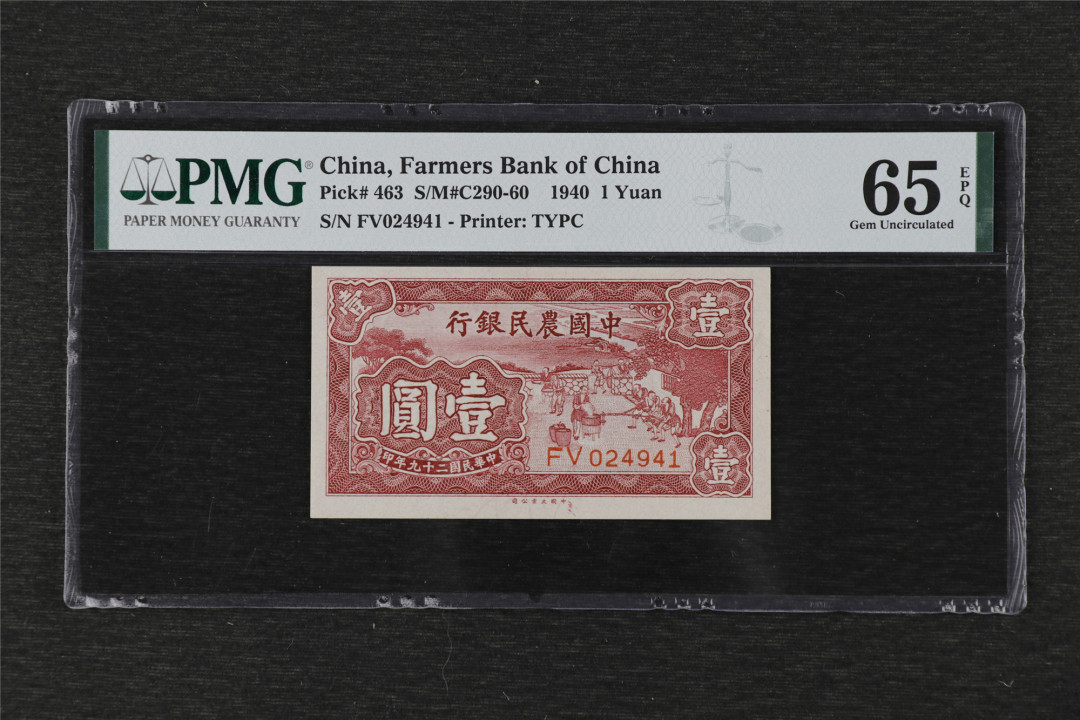 PMG®
PAPER MONEY GUARANTY
China, Farmers Bank of China
Pick# 463 S/M#C290-60 1940 1 Yuan
S/N FV024941 - Printer: TYPC
65
EPQ
Gem Uncirculated
壹
壹
行銀民農國中
圓壹
FV 024941
印年九十二國民華中
壹